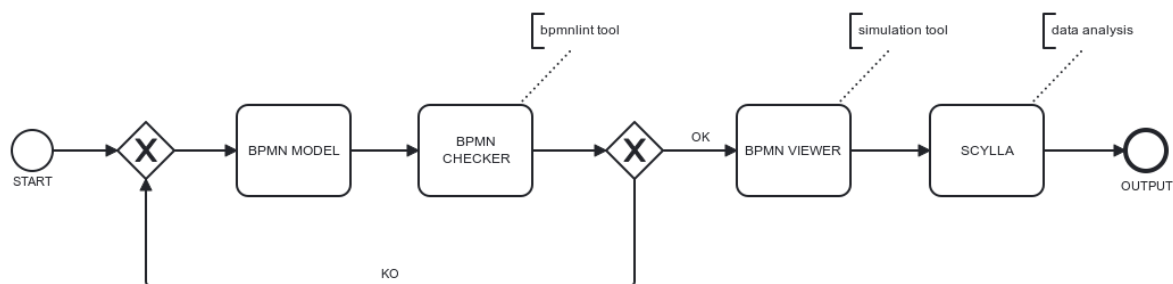 bpmnlint tool
simulation tool
data analysis
START
X
BPMN MODEL
BPMN
CHECKER
X
OK
BPMN VIEWER
SCYLLA
OUTPUT
KO